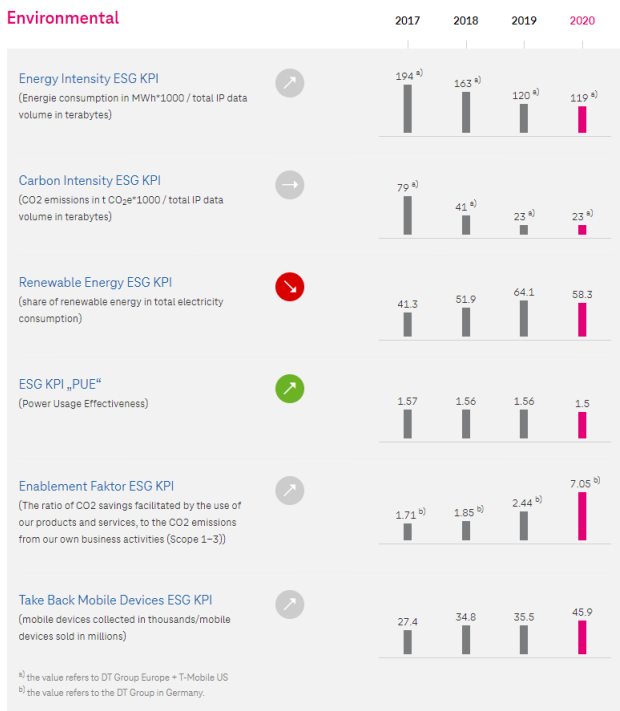 Environmental 2017 2018 2019 2020
Energy Intensity ESG KPI
(Energie consumption in MWh*1000 / total IP data
volume in terabytes)
194 a) 163 a) 120 a) 119 a)
Carbon Intensity ESG KPI
(CO2 emissions in t CO₂e*1000 / total IP data
volume in terabytes)
79 a) 41 a) 23 a) 23 a)
Renewable Energy ESG KPI
(share of renewable energy in total electricity
consumption)
41.3 51.9 64.1 58.3
ESG KPI „PUE“
(Power Usage Effectiveness)
1.57 1.56 1.56 1.5
Enablement Faktor ESG KPI
(The ratio of CO2 savings facilitated by the use of
our products and services, to the CO2 emissions
from our own business activities (Scope 1–3))
1.71 b) 1.85 b) 2.44 b) 7.05 b)
Take Back Mobile Devices ESG KPI
(mobile devices collected in thousands/mobile
devices sold in millions)
27.4 34.8 35.5 45.9
a) the value refers to DT Group Europe + T-Mobile US
b) the value refers to the DT Group in Germany.